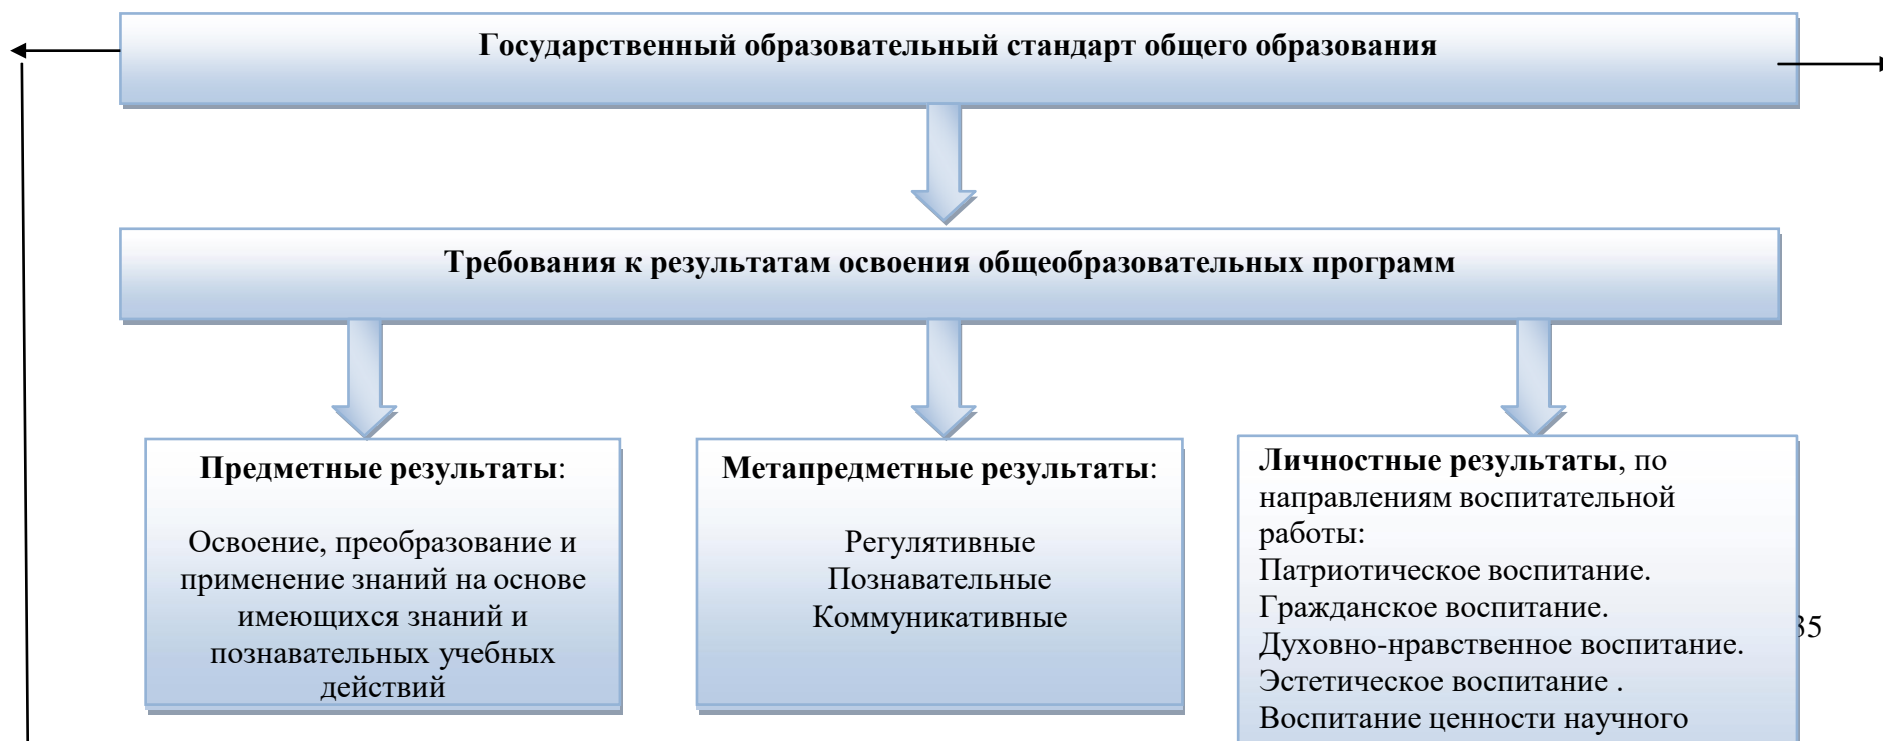 Государственный образовательный стандарт общего образования
Требования к результатам освоения общеобразовательных программ
Предметные результаты:
Освоение, преобразование и
применение знаний на основе
имеющихся знаний и
познавательных учебных
действий
Метапредметные результаты:
Регулятивные
Познавательные
Коммуникативные
Личностные результаты, по
направлениям воспитательной
работы:
Патриотическое воспитание.
Гражданское воспитание.
Духовно-нравственное воспитание.
Эстетическое воспитание .
Воспитание ценности научного